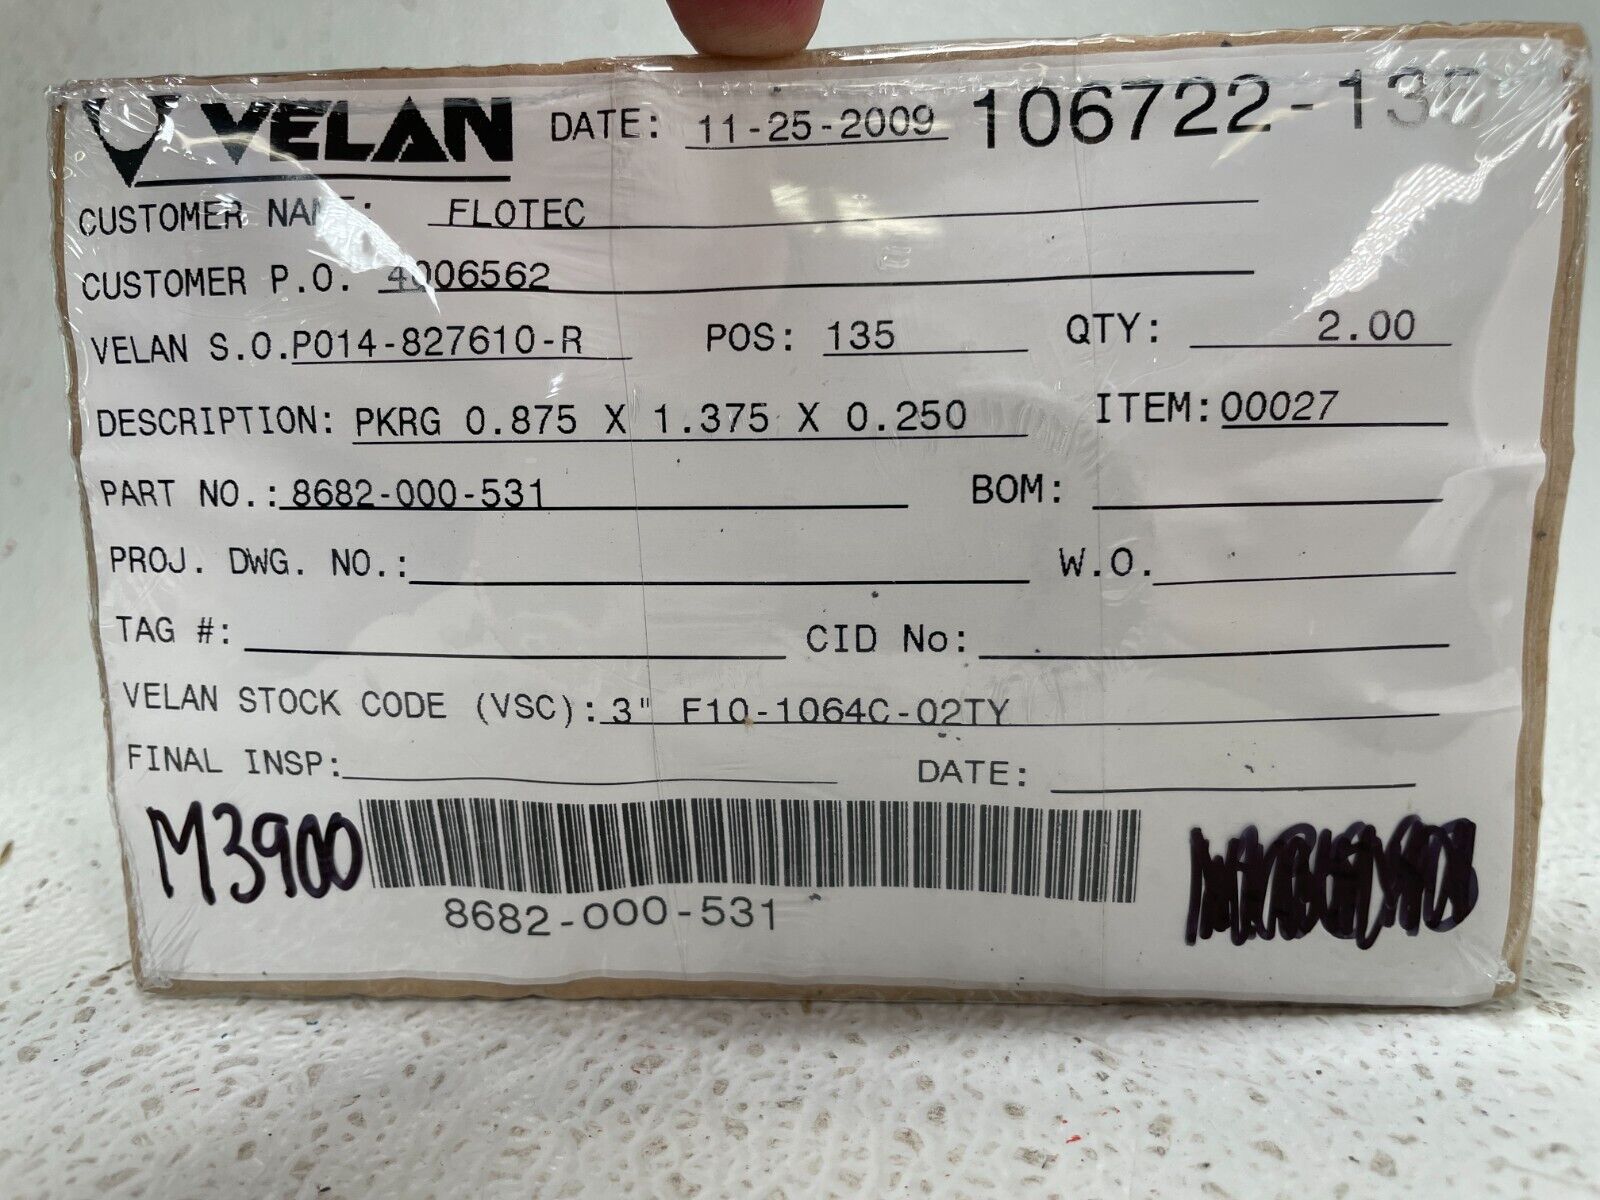 VELAN DATE: 11-25-2009 106722-135
CUSTOMER NAME: FLOTEC
CUSTOMER P.O. 4006562
VELAN S.O. P014-827610-R POS: 135 QTY: 2.00
DESCRIPTION: PKRG 0.875 X 1.375 X 0.250 ITEM: 00027
PART NO.: 8682-000-531 BOM:
PROJ. DWG. NO.: W.O.
TAG #: CID No:
VELAN STOCK CODE (VSC): 3" F10-1064C-02TY
FINAL INSP: DATE:
M3900
8682-000-531